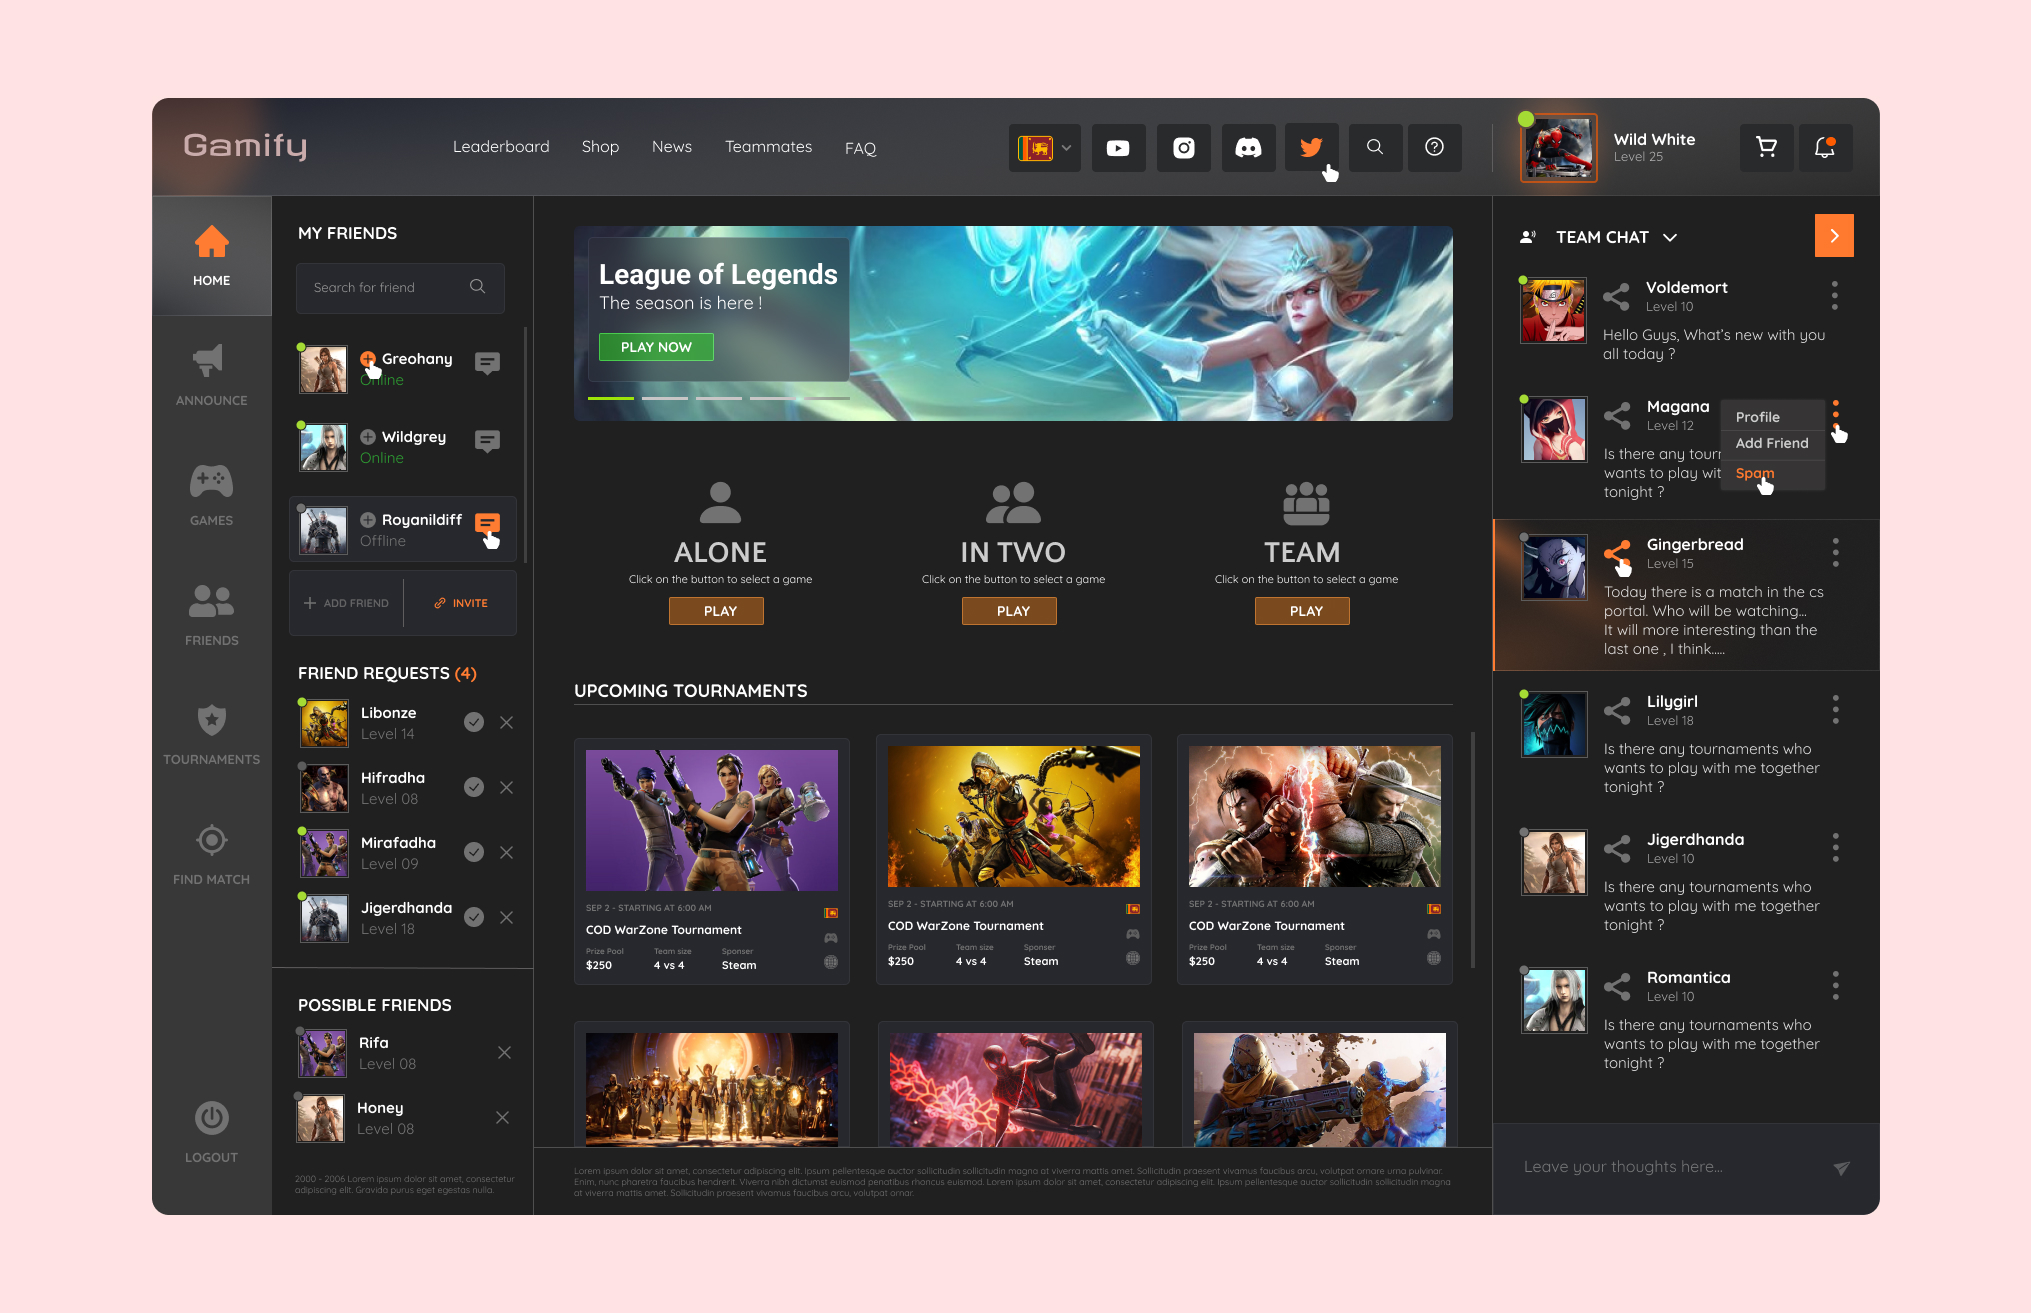 Gamify
Leaderboard
Shop
News
Teammates
FAQ
Wild White
Level 25
HOME
ANNOUNCE
GAMES
FRIENDS
TOURNAMENTS
FIND MATCH
LOGOUT
MY FRIENDS
Search for friend
Greohany
Online
Wildgrey
Online
Royanildiff
Offline
ADD FRIEND
INVITE
FRIEND REQUESTS (4)
Libonze
Level 14
Hifradha
Level 08
Mirafadha
Level 09
Jigerdhanda
Level 18
POSSIBLE FRIENDS
Rifa
Level 08
Honey
Level 08
2000 - 2006 Lorem ipsum dolor sit amet, consectetur
adipiscing elit. Gravida purus eget egestas nulla.
League of Legends
The season is here !
PLAY NOW
ALONE
Click on the button to select a game
PLAY
IN TWO
Click on the button to select a game
PLAY
TEAM
Click on the button to select a game
PLAY
UPCOMING TOURNAMENTS
SEP 2 - STARTING AT 6:00 AM
COD WarZone Tournament
Prize Pool
Team size
Sponser
$250
4 vs 4
Steam
SEP 2 - STARTING AT 6:00 AM
COD WarZone Tournament
Prize Pool
Team size
Sponser
$250
4 vs 4
Steam
SEP 2 - STARTING AT 6:00 AM
COD WarZone Tournament
Prize Pool
Team size
Sponser
$250
4 vs 4
Steam
Lorem ipsum dolor sit amet, consectetur adipiscing elit. Ipsum pellentesque auctor sollicitudin sollicitudin magna at viverra mattis amet. Sollicitudin praesent vivamus faucibus arcu, volutpat ornare urna pulvinar.
Enim, nunc pharetra faucibus hendrerit. Viverra nibh dictumst euismod penatibus rhoncus euismod. Lorem ipsum dolor sit amet, consectetur adipiscing elit. Ipsum pellentesque auctor sollicitudin sollicitudin magna
at viverra mattis amet. Sollicitudin praesent vivamus faucibus arcu, volutpat ornar.
TEAM CHAT
Voldemort
Level 10
Hello Guys, What's new with you
all today ?
Magana
Level 12
Is there any tour
wants to play wit
tonight ?
Profile
Add Friend
Spam
Gingerbread
Level 15
Today there is a match in the cs
portal. Who will be watching...
It will more interesting than the
last one , I think.....
Lilygirl
Level 18
Is there any tournaments who
wants to play with me together
tonight ?
Jigerdhanda
Level 10
Is there any tournaments who
wants to play with me together
tonight ?
Romantica
Level 10
Is there any tournaments who
wants to play with me together
tonight ?
Leave your thoughts here...